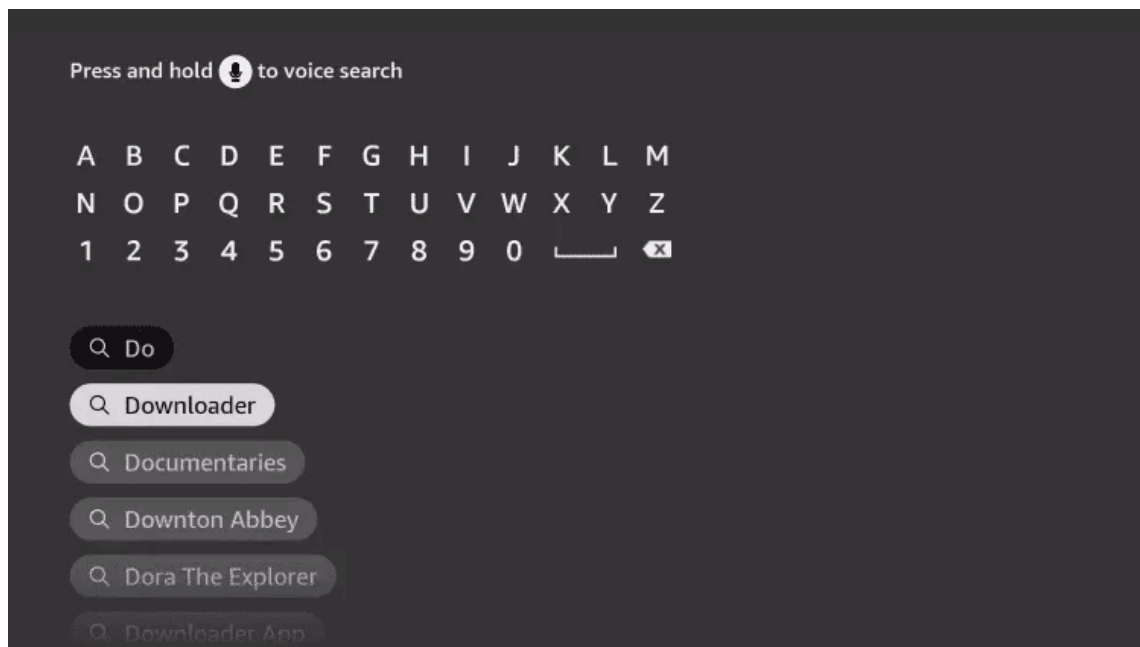 Press and hold to voice search
A B C D E F G H I J K L M
N O P Q R S T U V W X Y Z
1 2 3 4 5 6 7 8 9 0
Do
Downloader
Documentaries
Downton Abbey
Dora The Explorer
Downloader App